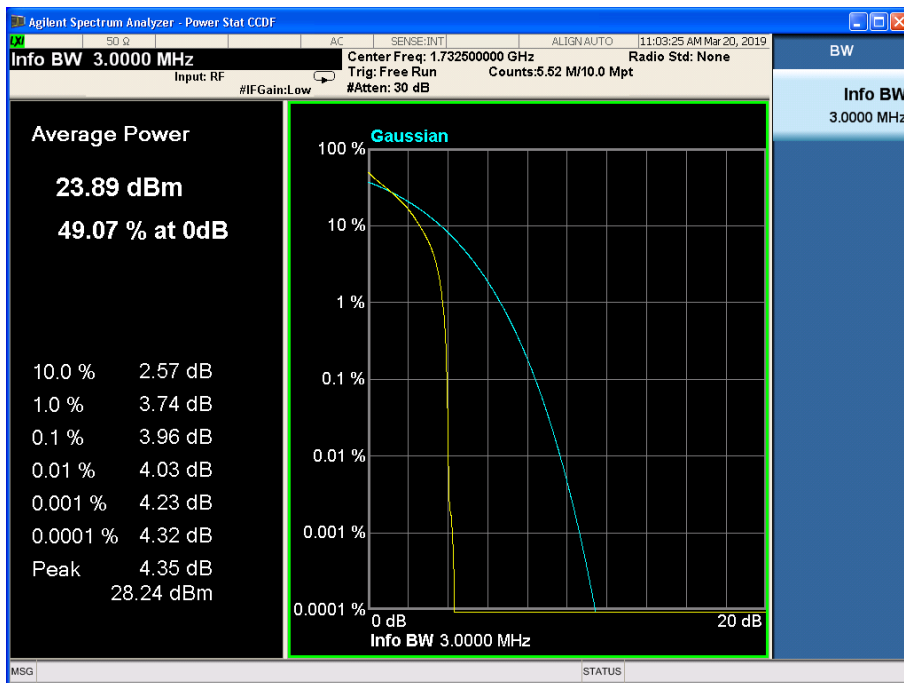 Agilent Spectrum Analyzer - Power Stat CCDF
LXI 50 Ω AC SENSE:INT ALIGN AUTO 11:03:25 AM Mar 20, 2019
Info BW 3.0000 MHz
Input: RF
#IFGain:Low
Center Freq: 1.732500000 GHz Radio Std: None
Trig: Free Run Counts:5.52 M/10.0 Mpt
#Atten: 30 dB
BW
Info BW
3.0000 MHz
Average Power
23.89 dBm
49.07 % at 0dB
10.0 % 2.57 dB
1.0 % 3.74 dB
0.1 % 3.96 dB
0.01 % 4.03 dB
0.001 % 4.23 dB
0.0001 % 4.32 dB
Peak 4.35 dB
28.24 dBm
Gaussian
100 %
10 %
1 %
0.1 %
0.01 %
0.001 %
0.0001 %
0 dB 20 dB
Info BW 3.0000 MHz
MSG STATUS